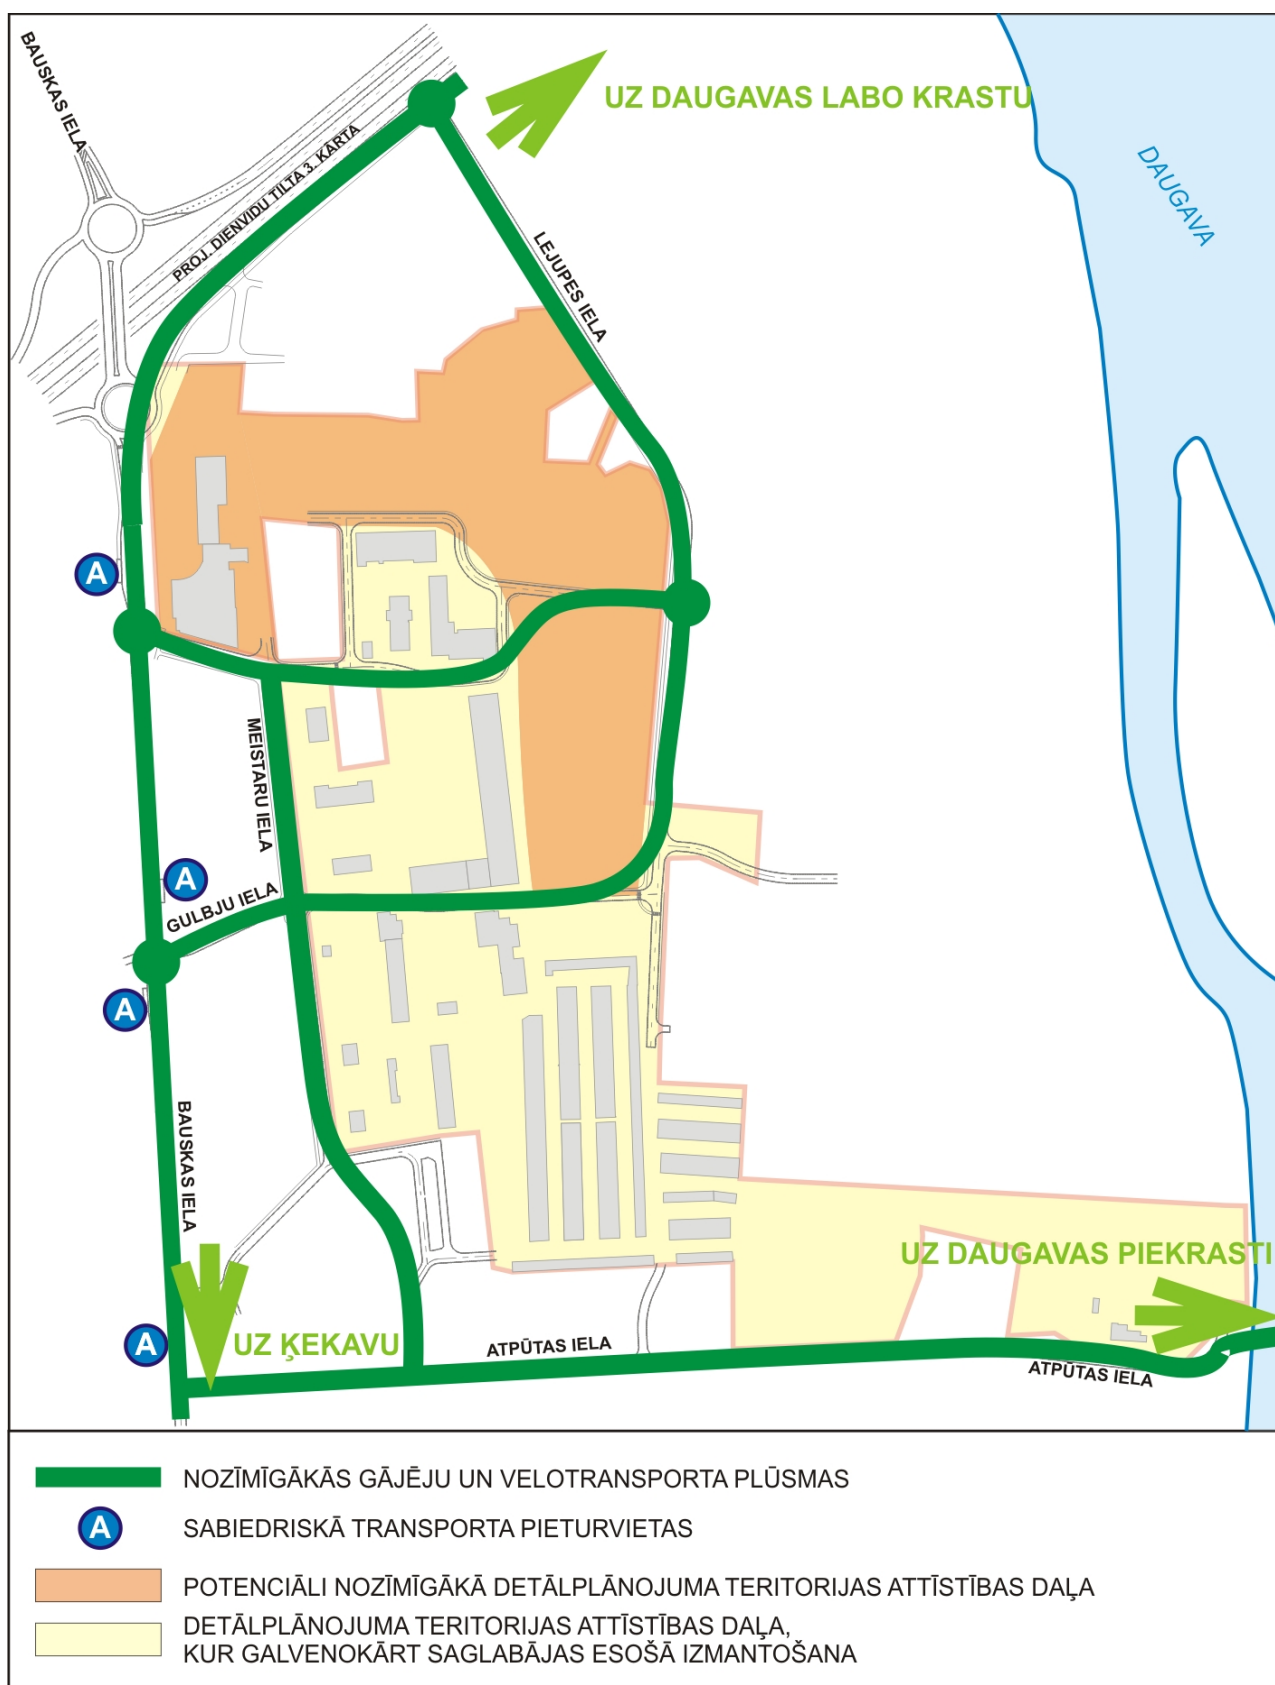 BAUSKAS IELA
UZ DAUGAVAS LABO KRASTU
PROJ. DIENVIDU TILTA 3. KARTA
DAUGAVA
LEJUPES IELA
A
MEISTARU IELA
A
GULBJU IELA
A
BAUSKAS IELA
UZ DAUGAVAS PIEKRASTI
A
UZ ĶEKAVU
ATPŪTAS IELA
ATPŪTAS IELA
NOZĪMĪGĀKĀS GĀJĒJU UN VELOTRANSPORTA PLŪSMAS
A
SABIEDRISKĀ TRANSPORTA PIETURVIETAS
POTENCIĀLI NOZĪMĪGĀKĀ DETĀLPLĀNOJUMA TERITORIJAS ATTĪSTĪBAS DAĻA
DETĀLPLĀNOJUMA TERITORIJAS ATTĪSTĪBAS DAĻA,
KUR GALVENOKĀRT SAGLABĀJAS ESOŠĀ IZMANTOŠANA